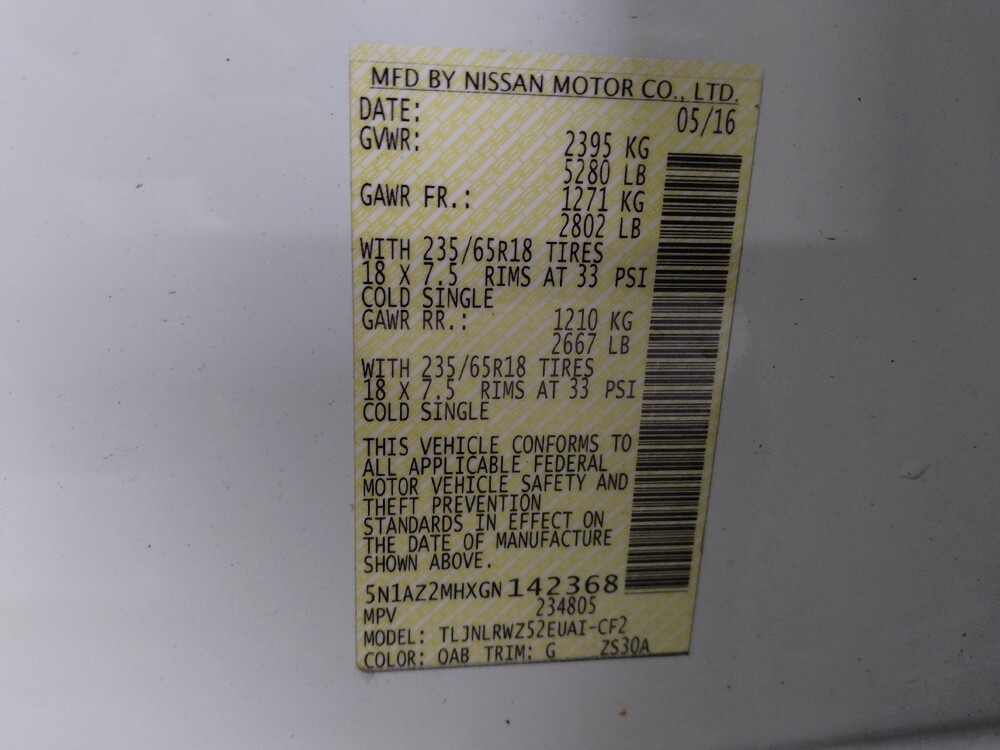 MFD BY NISSAN MOTOR CO., LTD.
DATE: 05/16
GVWR: 2395 KG
5280 LB
GAWR FR.: 1271 KG
2802 LB
WITH 235/65R18 TIRES
18 X 7.5 RIMS AT 33 PSI
COLD SINGLE
GAWR RR.: 1210 KG
2667 LB
WITH 235/65R18 TIRES
18 X 7.5 RIMS AT 33 PSI
COLD SINGLE
THIS VEHICLE CONFORMS TO
ALL APPLICABLE FEDERAL
MOTOR VEHICLE SAFETY AND
THEFT PREVENTION
STANDARDS IN EFFECT ON
THE DATE OF MANUFACTURE
SHOWN ABOVE.
5N1AZ2MHXGN142368
MPV 234805
MODEL: TLJNLRWZ52EUAI-CF2
COLOR: QAB TRIM: G ZS30A